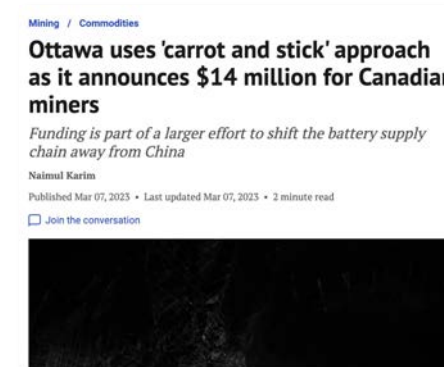 Mining / Commodities
Ottawa uses 'carrot and stick' approach
as it announces $14 million for Canadian
miners
Funding is part of a larger effort to shift the battery supply
chain away from China
Naimul Karim
Published Mar 07, 2023 • Last updated Mar 07, 2023 • 2 minute read
Join the conversation